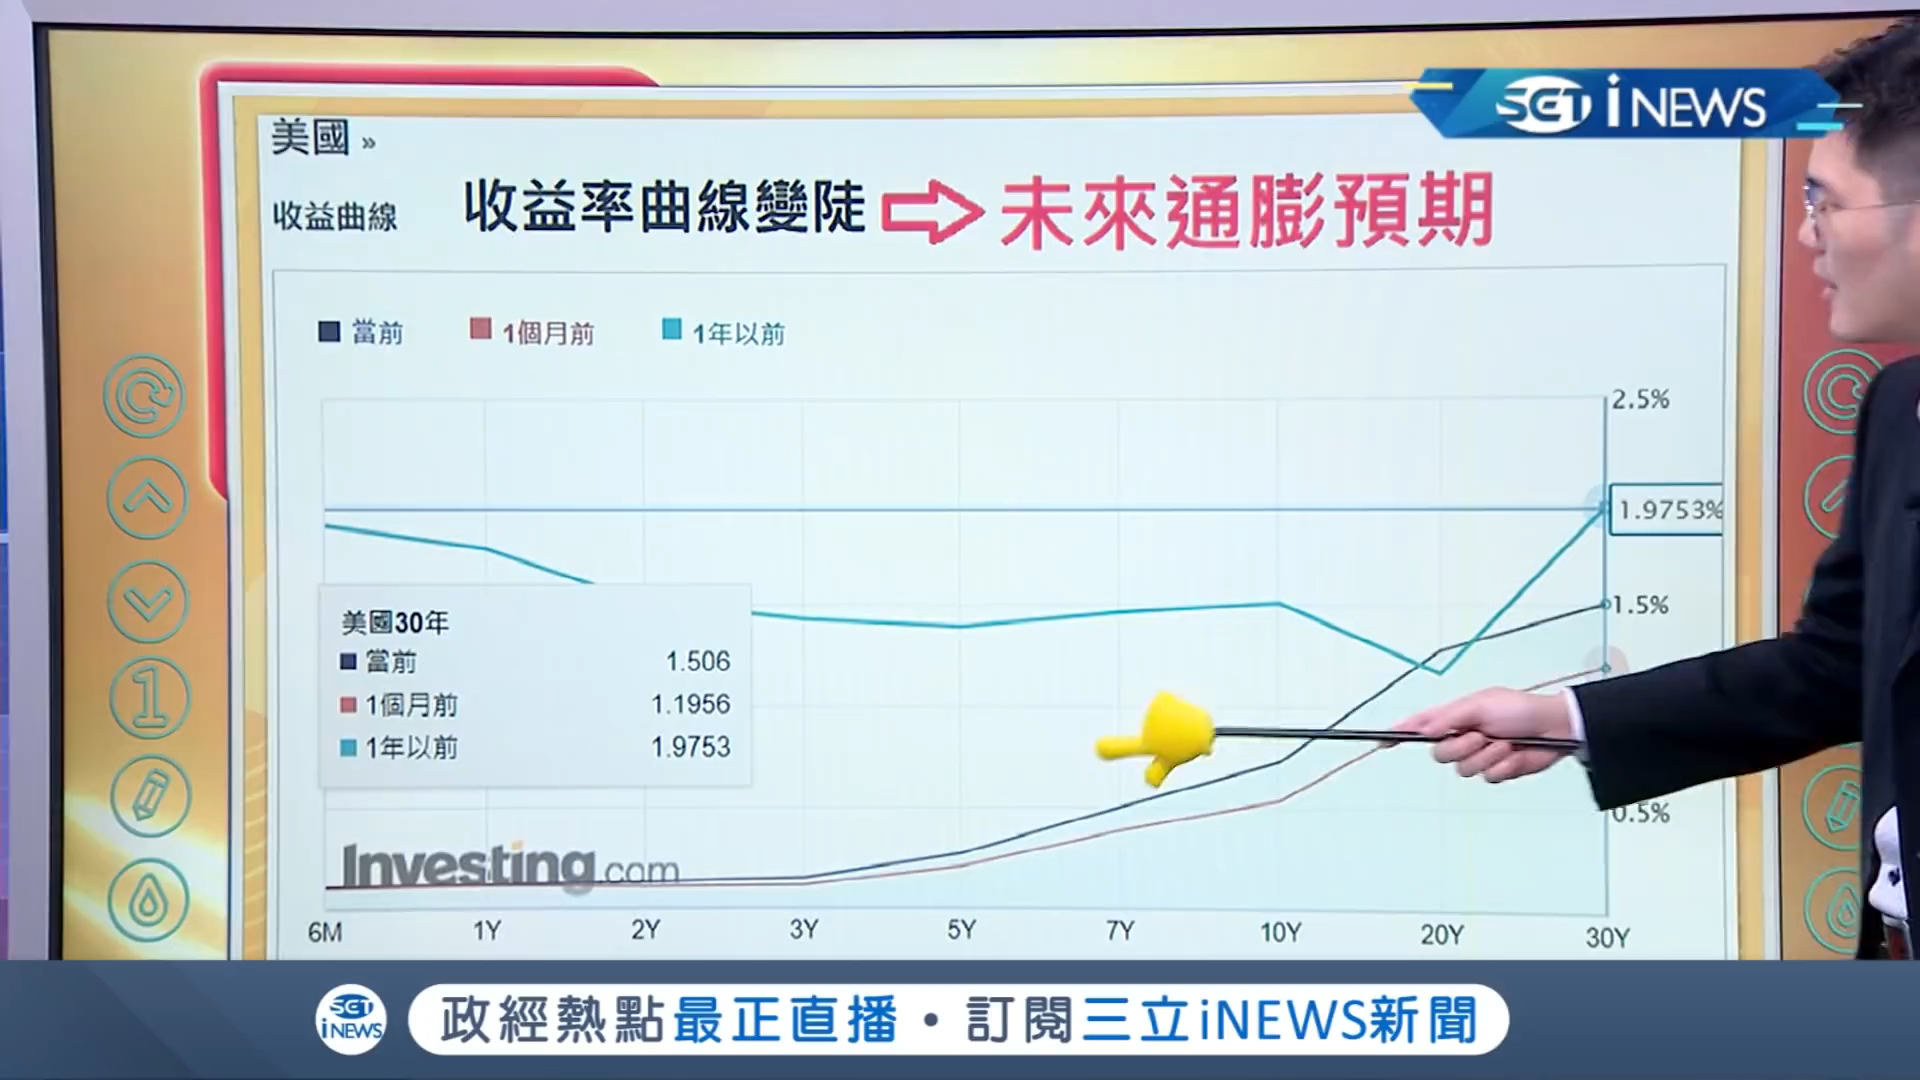 SET iNEWS
美國 »
收益曲線
收益率曲線變陡 未來通膨預期
當前 1個月前 1年以前
2.5%
1.9753%
1.5%
0.5%
美國30年
當前 1.506
1個月前 1.1956
1年以前 1.9753
Investing.com
6M 1Y 2Y 3Y 5Y 7Y 10Y 20Y 30Y
1
SET iNEWS
政經熱點最正直播·訂閱三立iNEWS新聞